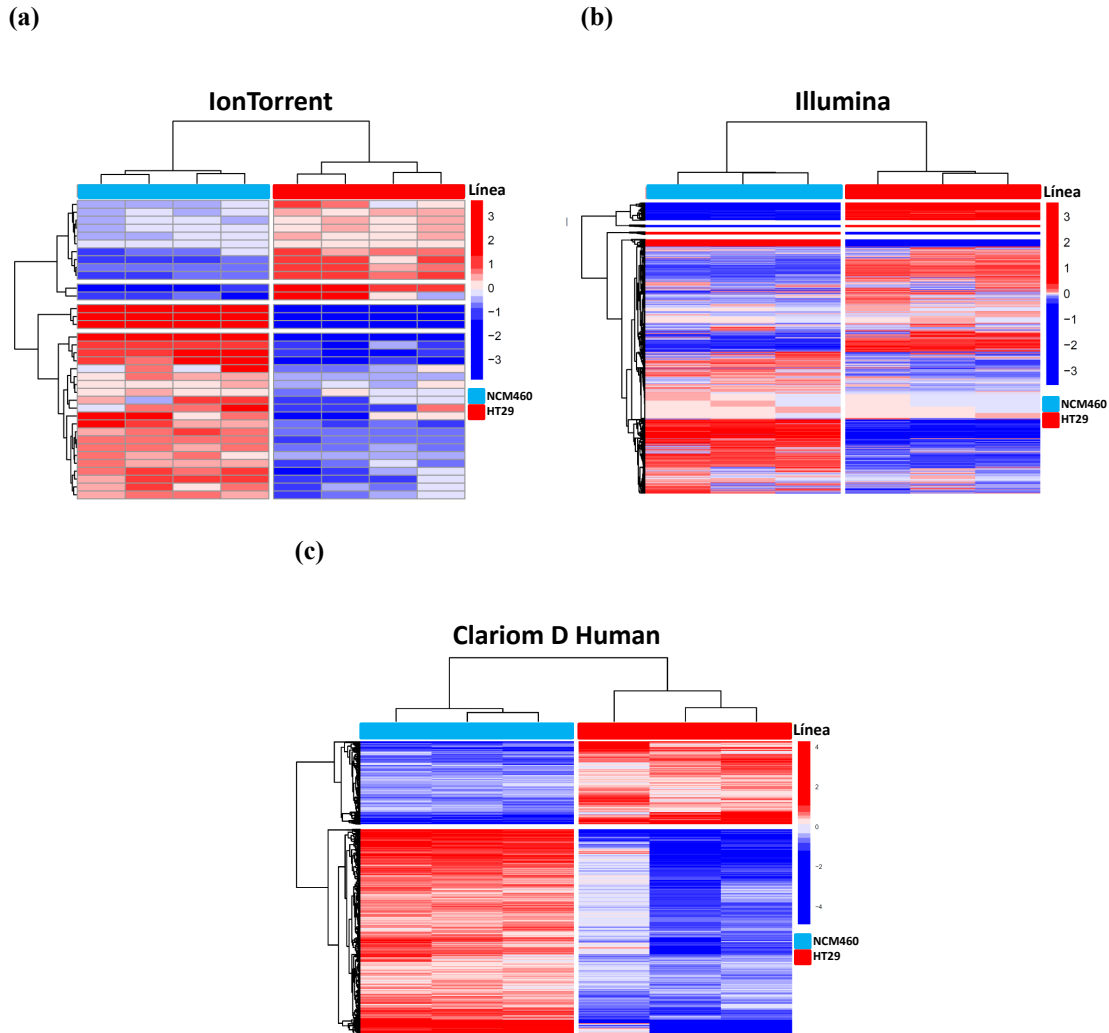 (a)
IonTorrent
Línea
3
2
1
0
−1
−2
−3
NCM460
HT29
(b)
Illumina
Línea
3
2
1
0
−1
−2
−3
NCM460
HT29
(c)
Clariom D Human
Línea
4
2
0
−2
−4
NCM460
HT29